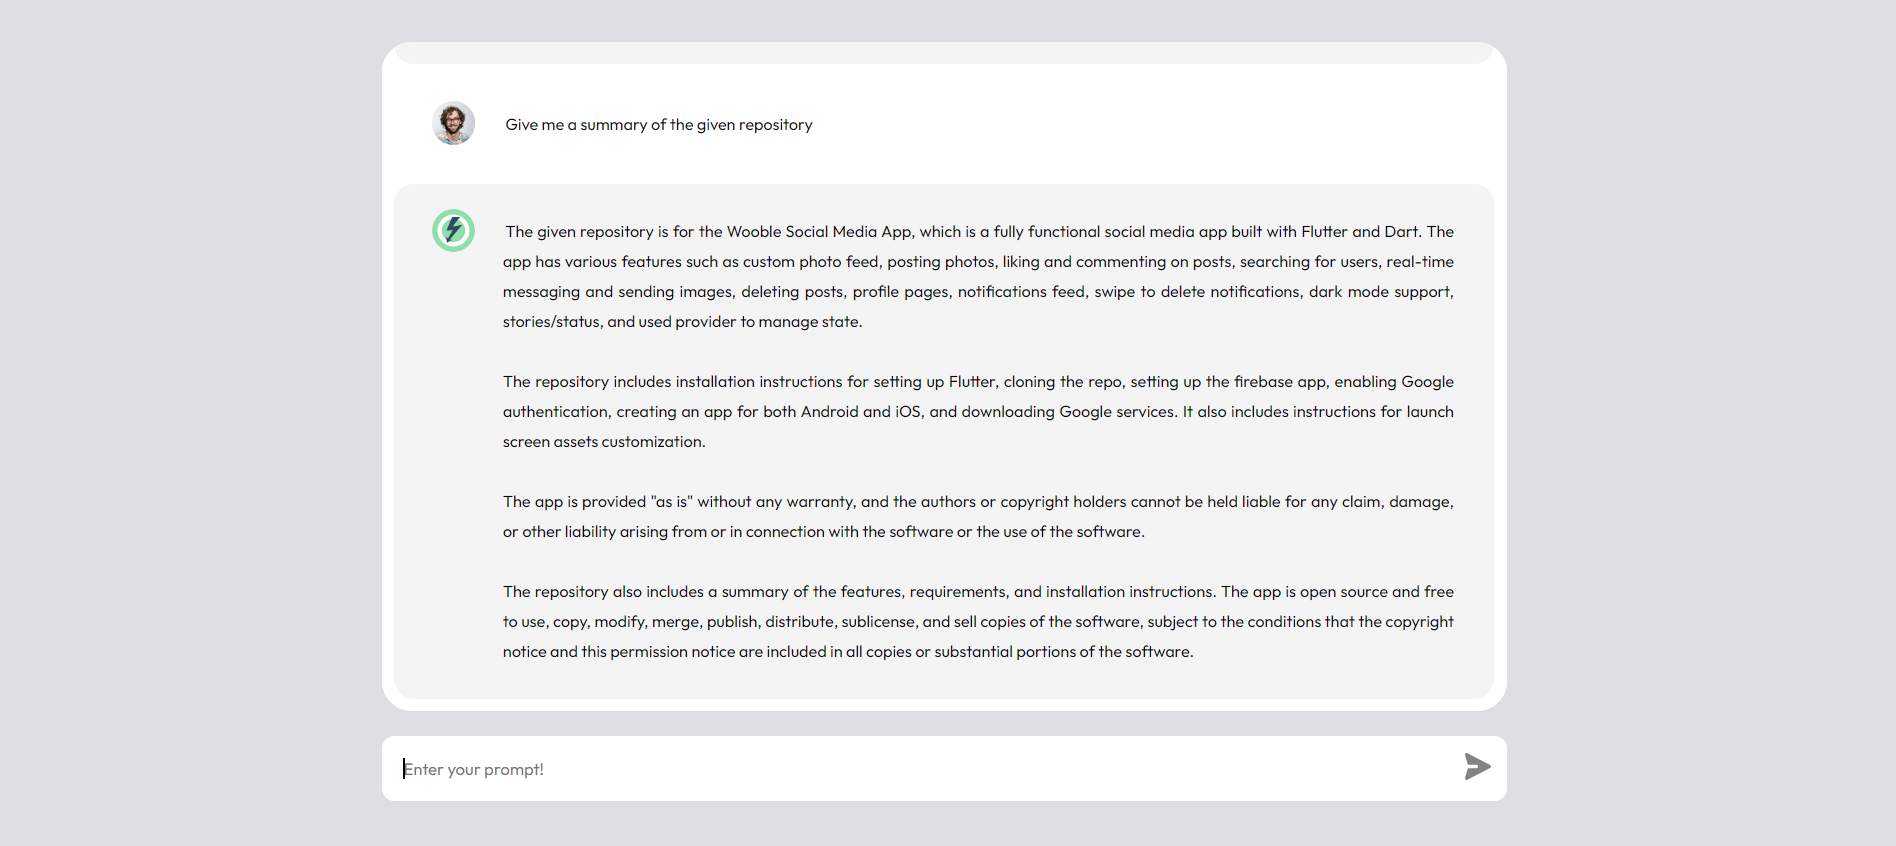 Give me a summary of the given repository
The given repository is for the Wooble Social Media App, which is a fully functional social media app built with Flutter and Dart. The
app has various features such as custom photo feed, posting photos, liking and commenting on posts, searching for users, real-time
messaging and sending images, deleting posts, profile pages, notifications feed, swipe to delete notifications, dark mode support,
stories/status, and used provider to manage state.
The repository includes installation instructions for setting up Flutter, cloning the repo, setting up the firebase app, enabling Google
authentication, creating an app for both Android and iOS, and downloading Google services. It also includes instructions for launch
screen assets customization.
The app is provided "as is" without any warranty, and the authors or copyright holders cannot be held liable for any claim, damage,
or other liability arising from or in connection with the software or the use of the software.
The repository also includes a summary of the features, requirements, and installation instructions. The app is open source and free
to use, copy, modify, merge, publish, distribute, sublicense, and sell copies of the software, subject to the conditions that the copyright
notice and this permission notice are included in all copies or substantial portions of the software.
Enter your prompt!